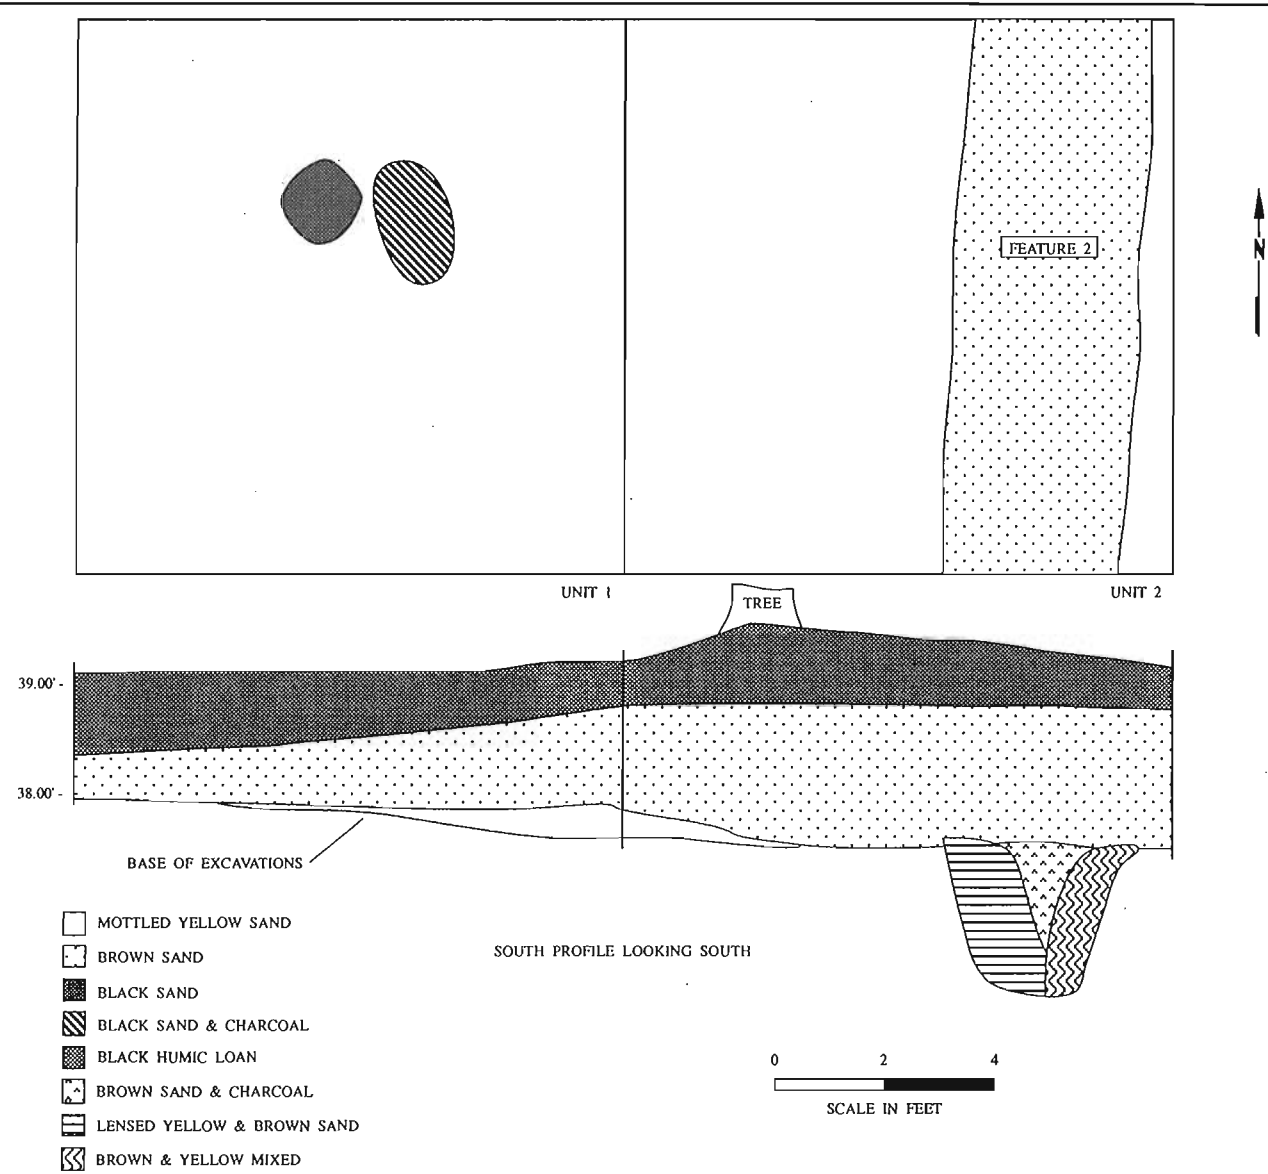 FEATURE 2
N
UNIT 1
UNIT 2
TREE
39.00' -
38.00' -
BASE OF EXCAVATIONS
SOUTH PROFILE LOOKING SOUTH
MOTTLED YELLOW SAND
BROWN SAND
BLACK SAND
BLACK SAND & CHARCOAL
BLACK HUMIC LOAN
BROWN SAND & CHARCOAL
LENSED YELLOW & BROWN SAND
BROWN & YELLOW MIXED
0 2 4
SCALE IN FEET